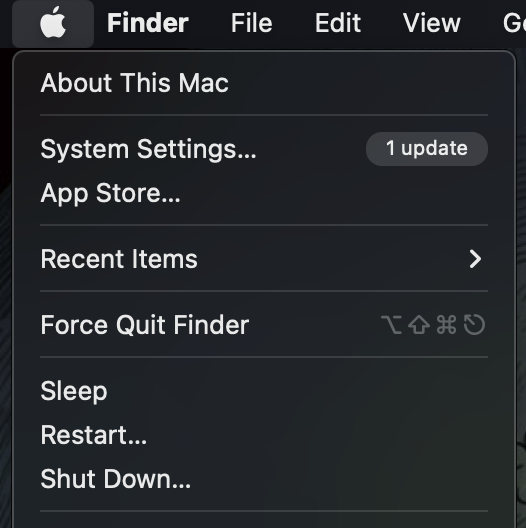 Finder File Edit View
About This Mac
System Settings... 1 update
App Store...
Recent Items
Force Quit Finder ⌥⇧⌘⎋
Sleep
Restart...
Shut Down...